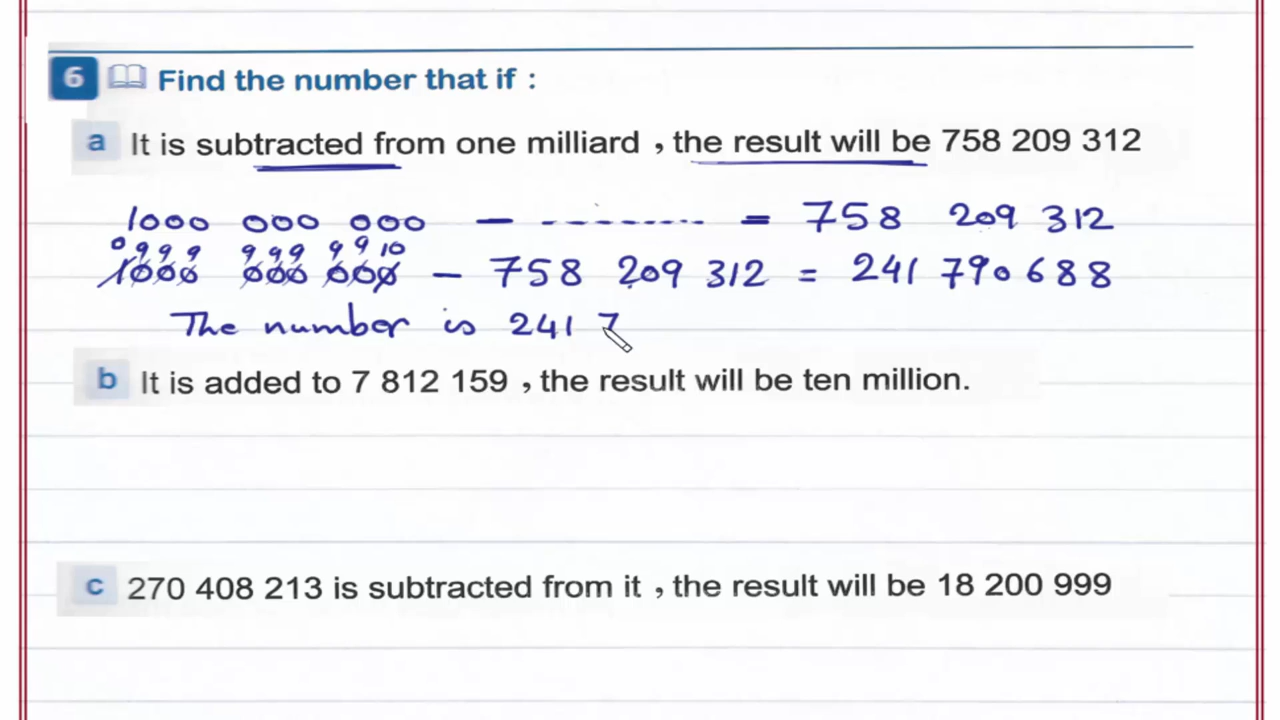 6 Find the number that if :
a It is subtracted from one milliard , the result will be 758 209 312
1000 000 000 − ........... = 758 209 312
0 9 9 9 9 9 9 9 9 10
1000 000 000 − 758 209 312 = 241 790 688
The number is 241 7
b It is added to 7 812 159 , the result will be ten million.
c 270 408 213 is subtracted from it , the result will be 18 200 999